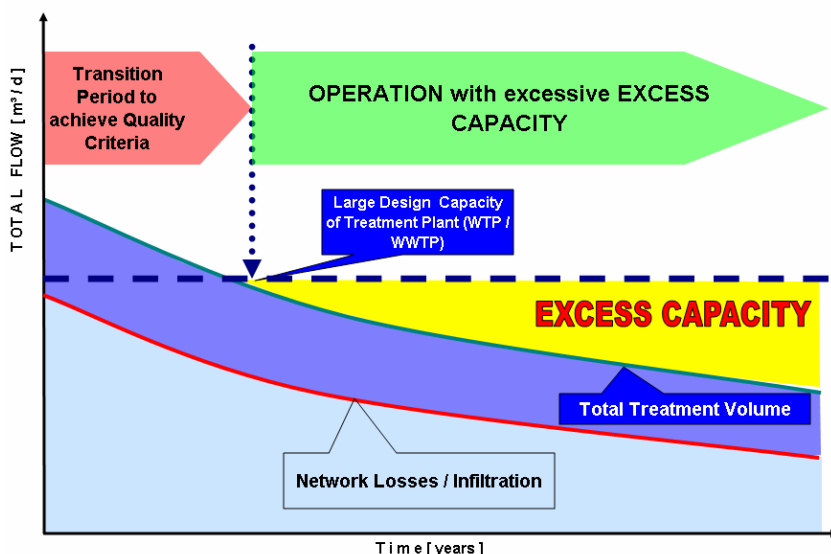 Transition
Period to
achieve Quality
Criteria
OPERATION with excessive EXCESS
CAPACITY
TOTAL FLOW [m³/d]
Large Design Capacity
of Treatment Plant (WTP /
WWTP)
EXCESS CAPACITY
Total Treatment Volume
Network Losses / Infiltration
Time [years]